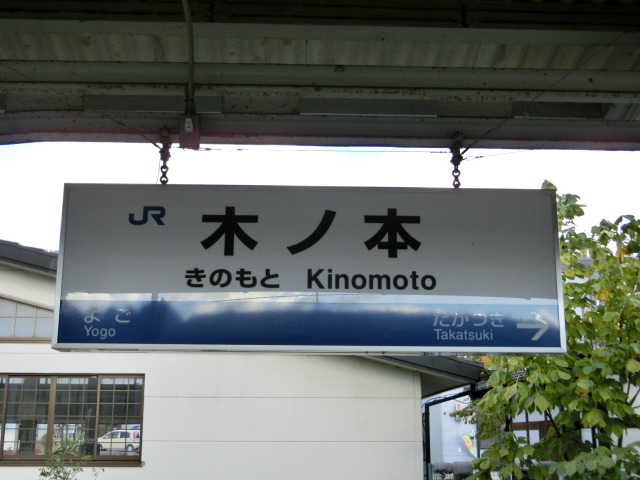 JR 木ノ本
きのもと Kinomoto
よご たかつき
Yogo Takatsuki →